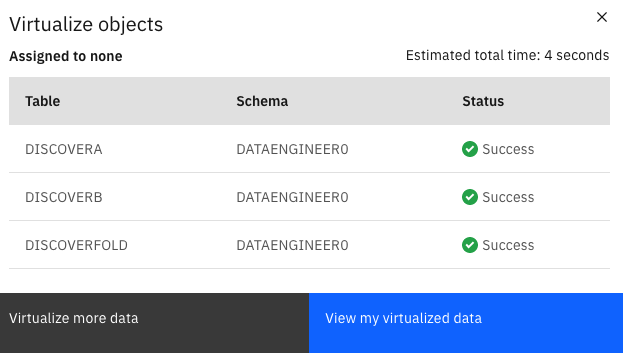 Virtualize objects
Assigned to none Estimated total time: 4 seconds
Table Schema Status
DISCOVERA DATAENGINEER0 Success
DISCOVERB DATAENGINEER0 Success
DISCOVERFOLD DATAENGINEER0 Success
Virtualize more data View my virtualized data